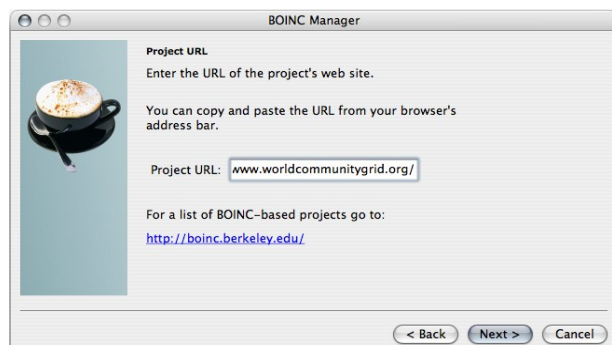 BOINC Manager
Project URL
Enter the URL of the project's web site.
You can copy and paste the URL from your browser's
address bar.
Project URL: www.worldcommunitygrid.org/
For a list of BOINC-based projects go to:
http://boinc.berkeley.edu/
< Back Next > Cancel